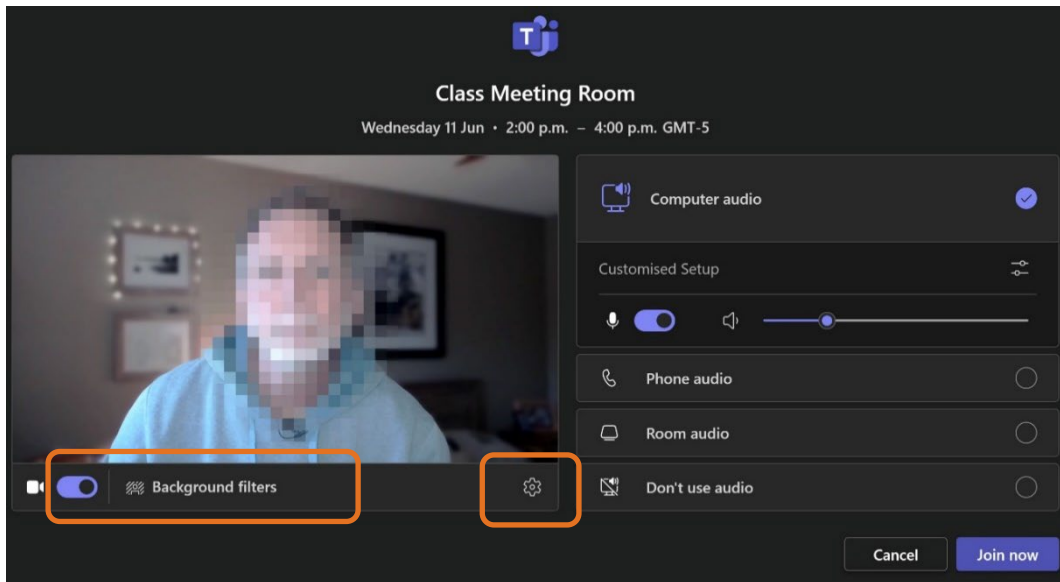 T
Class Meeting Room
Wednesday 11 Jun • 2:00 p.m. – 4:00 p.m. GMT-5
Computer audio
Customised Setup
Phone audio
Room audio
Background filters
Don't use audio
Cancel
Join now